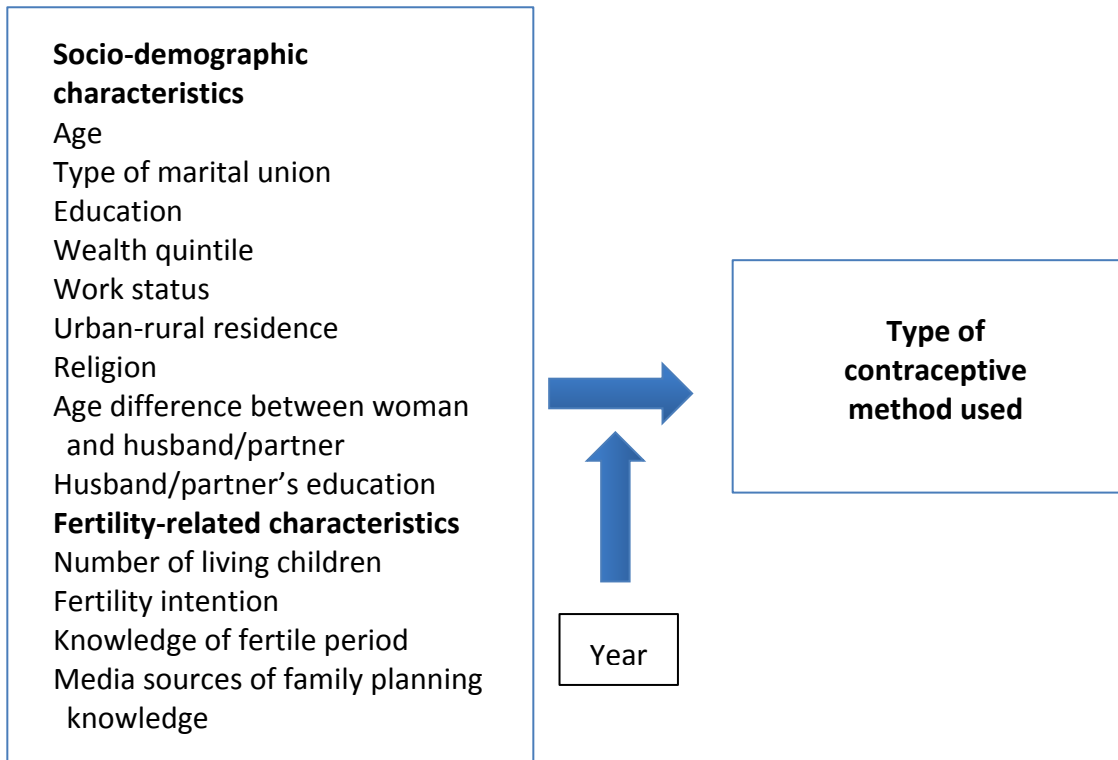 Socio-demographic
characteristics
Age
Type of marital union
Education
Wealth quintile
Work status
Urban-rural residence
Religion
Age difference between woman
and husband/partner
Husband/partner’s education
Fertility-related characteristics
Number of living children
Fertility intention
Knowledge of fertile period
Media sources of family planning
knowledge
Type of
contraceptive
method used
Year